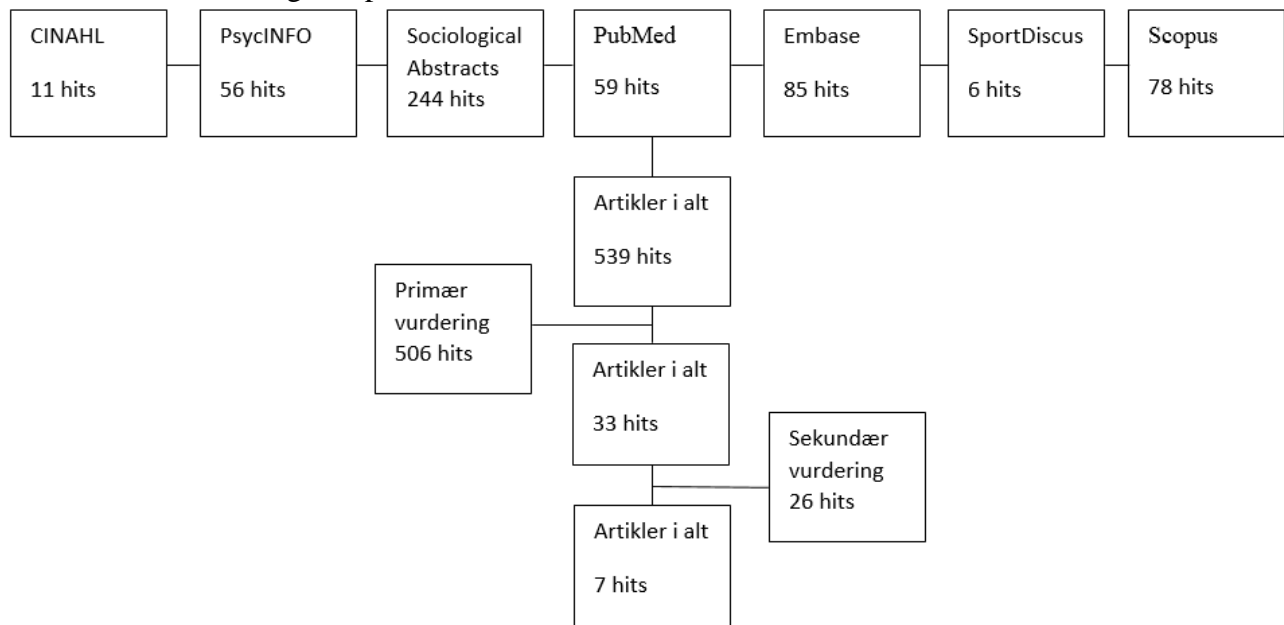 CINAHL
11 hits
PsycINFO
56 hits
Sociological
Abstracts
244 hits
PubMed
59 hits
Embase
85 hits
SportDiscus
6 hits
Scopus
78 hits
Artikler i alt
539 hits
Primær
vurdering
506 hits
Artikler i alt
33 hits
Sekundær
vurdering
26 hits
Artikler i alt
7 hits